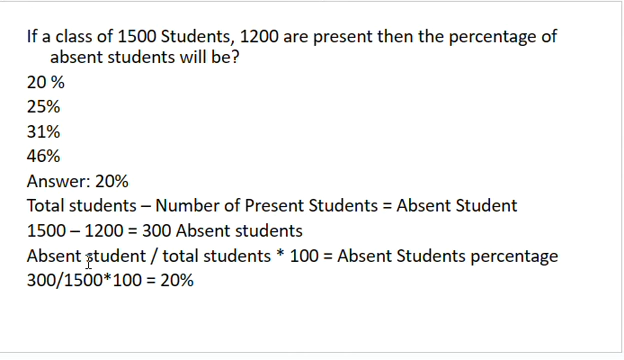 If a class of 1500 Students, 1200 are present then the percentage of
absent students will be?
20 %
25%
31%
46%
Answer: 20%
Total students – Number of Present Students = Absent Student
1500 – 1200 = 300 Absent students
Absent student / total students * 100 = Absent Students percentage
300/1500*100 = 20%